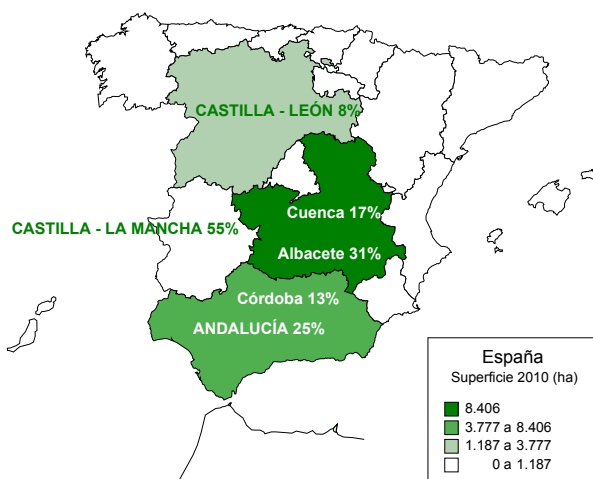 CASTILLA - LEÓN 8%
Cuenca 17%
CASTILLA - LA MANCHA 55%
Albacete 31%
Córdoba 13%
ANDALUCÍA 25%
España
Superficie 2010 (ha)
8.406
3.777 a 8.406
1.187 a 3.777
0 a 1.187